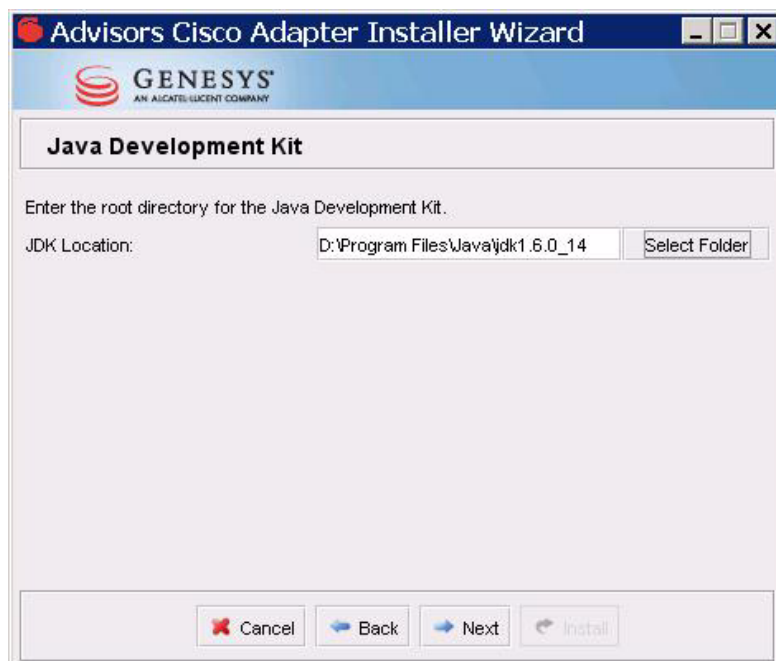 Advisors Cisco Adapter Installer Wizard
GENESYS
AN ALCATEL-LUCENT COMPANY
Java Development Kit
Enter the root directory for the Java Development Kit.
JDK Location: D:\Program Files\Java\jdk1.6.0_14 Select Folder
Cancel Back Next Install